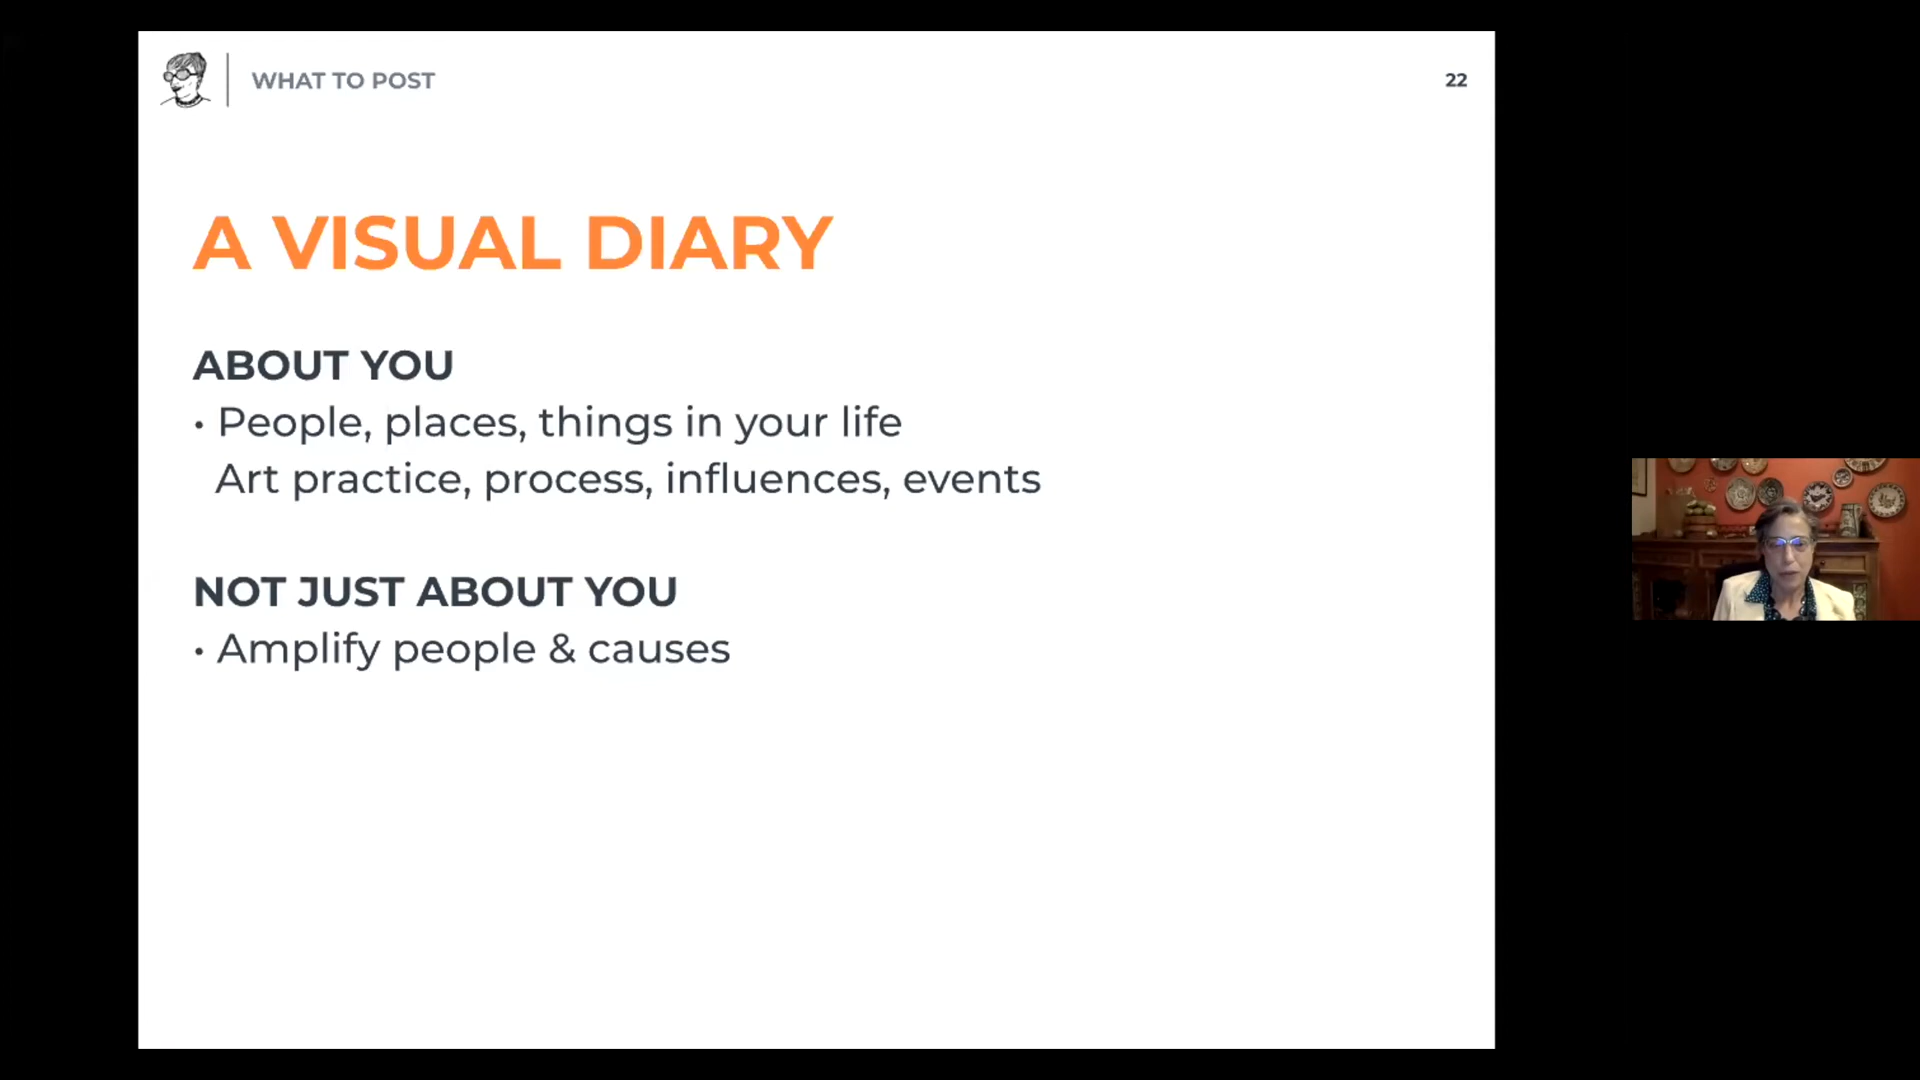 WHAT TO POST
22
A VISUAL DIARY
ABOUT YOU
• People, places, things in your life
Art practice, process, influences, events
NOT JUST ABOUT YOU
• Amplify people & causes